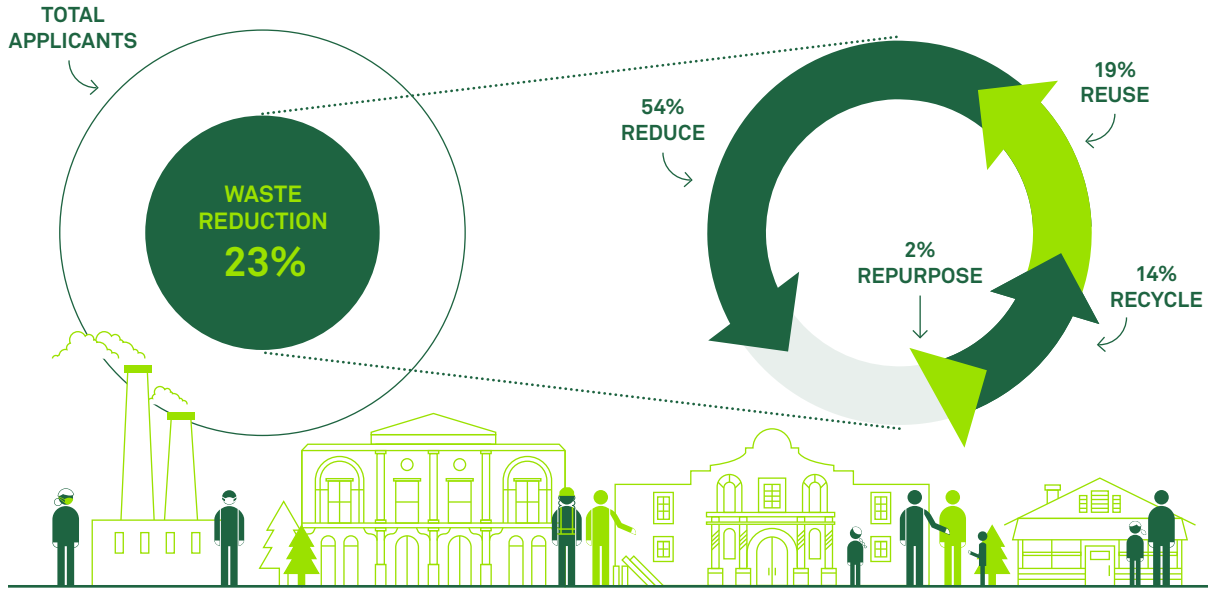 TOTAL
APPLICANTS
WASTE
REDUCTION
23%
54%
REDUCE
19%
REUSE
2%
REPURPOSE
14%
RECYCLE